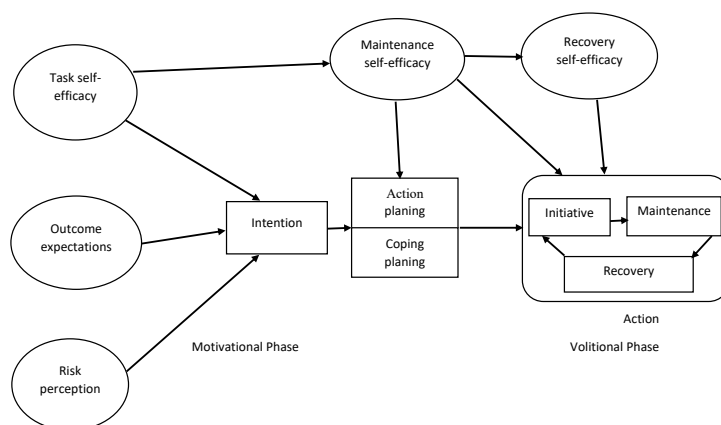 Maintenance
self-efficacy
Recovery
self-efficacy
Task self-
efficacy
Action
planing
Coping
planing
Initiative
Maintenance
Recovery
Intention
Outcome
expectations
Action
Motivational Phase
Volitional Phase
Risk
perception